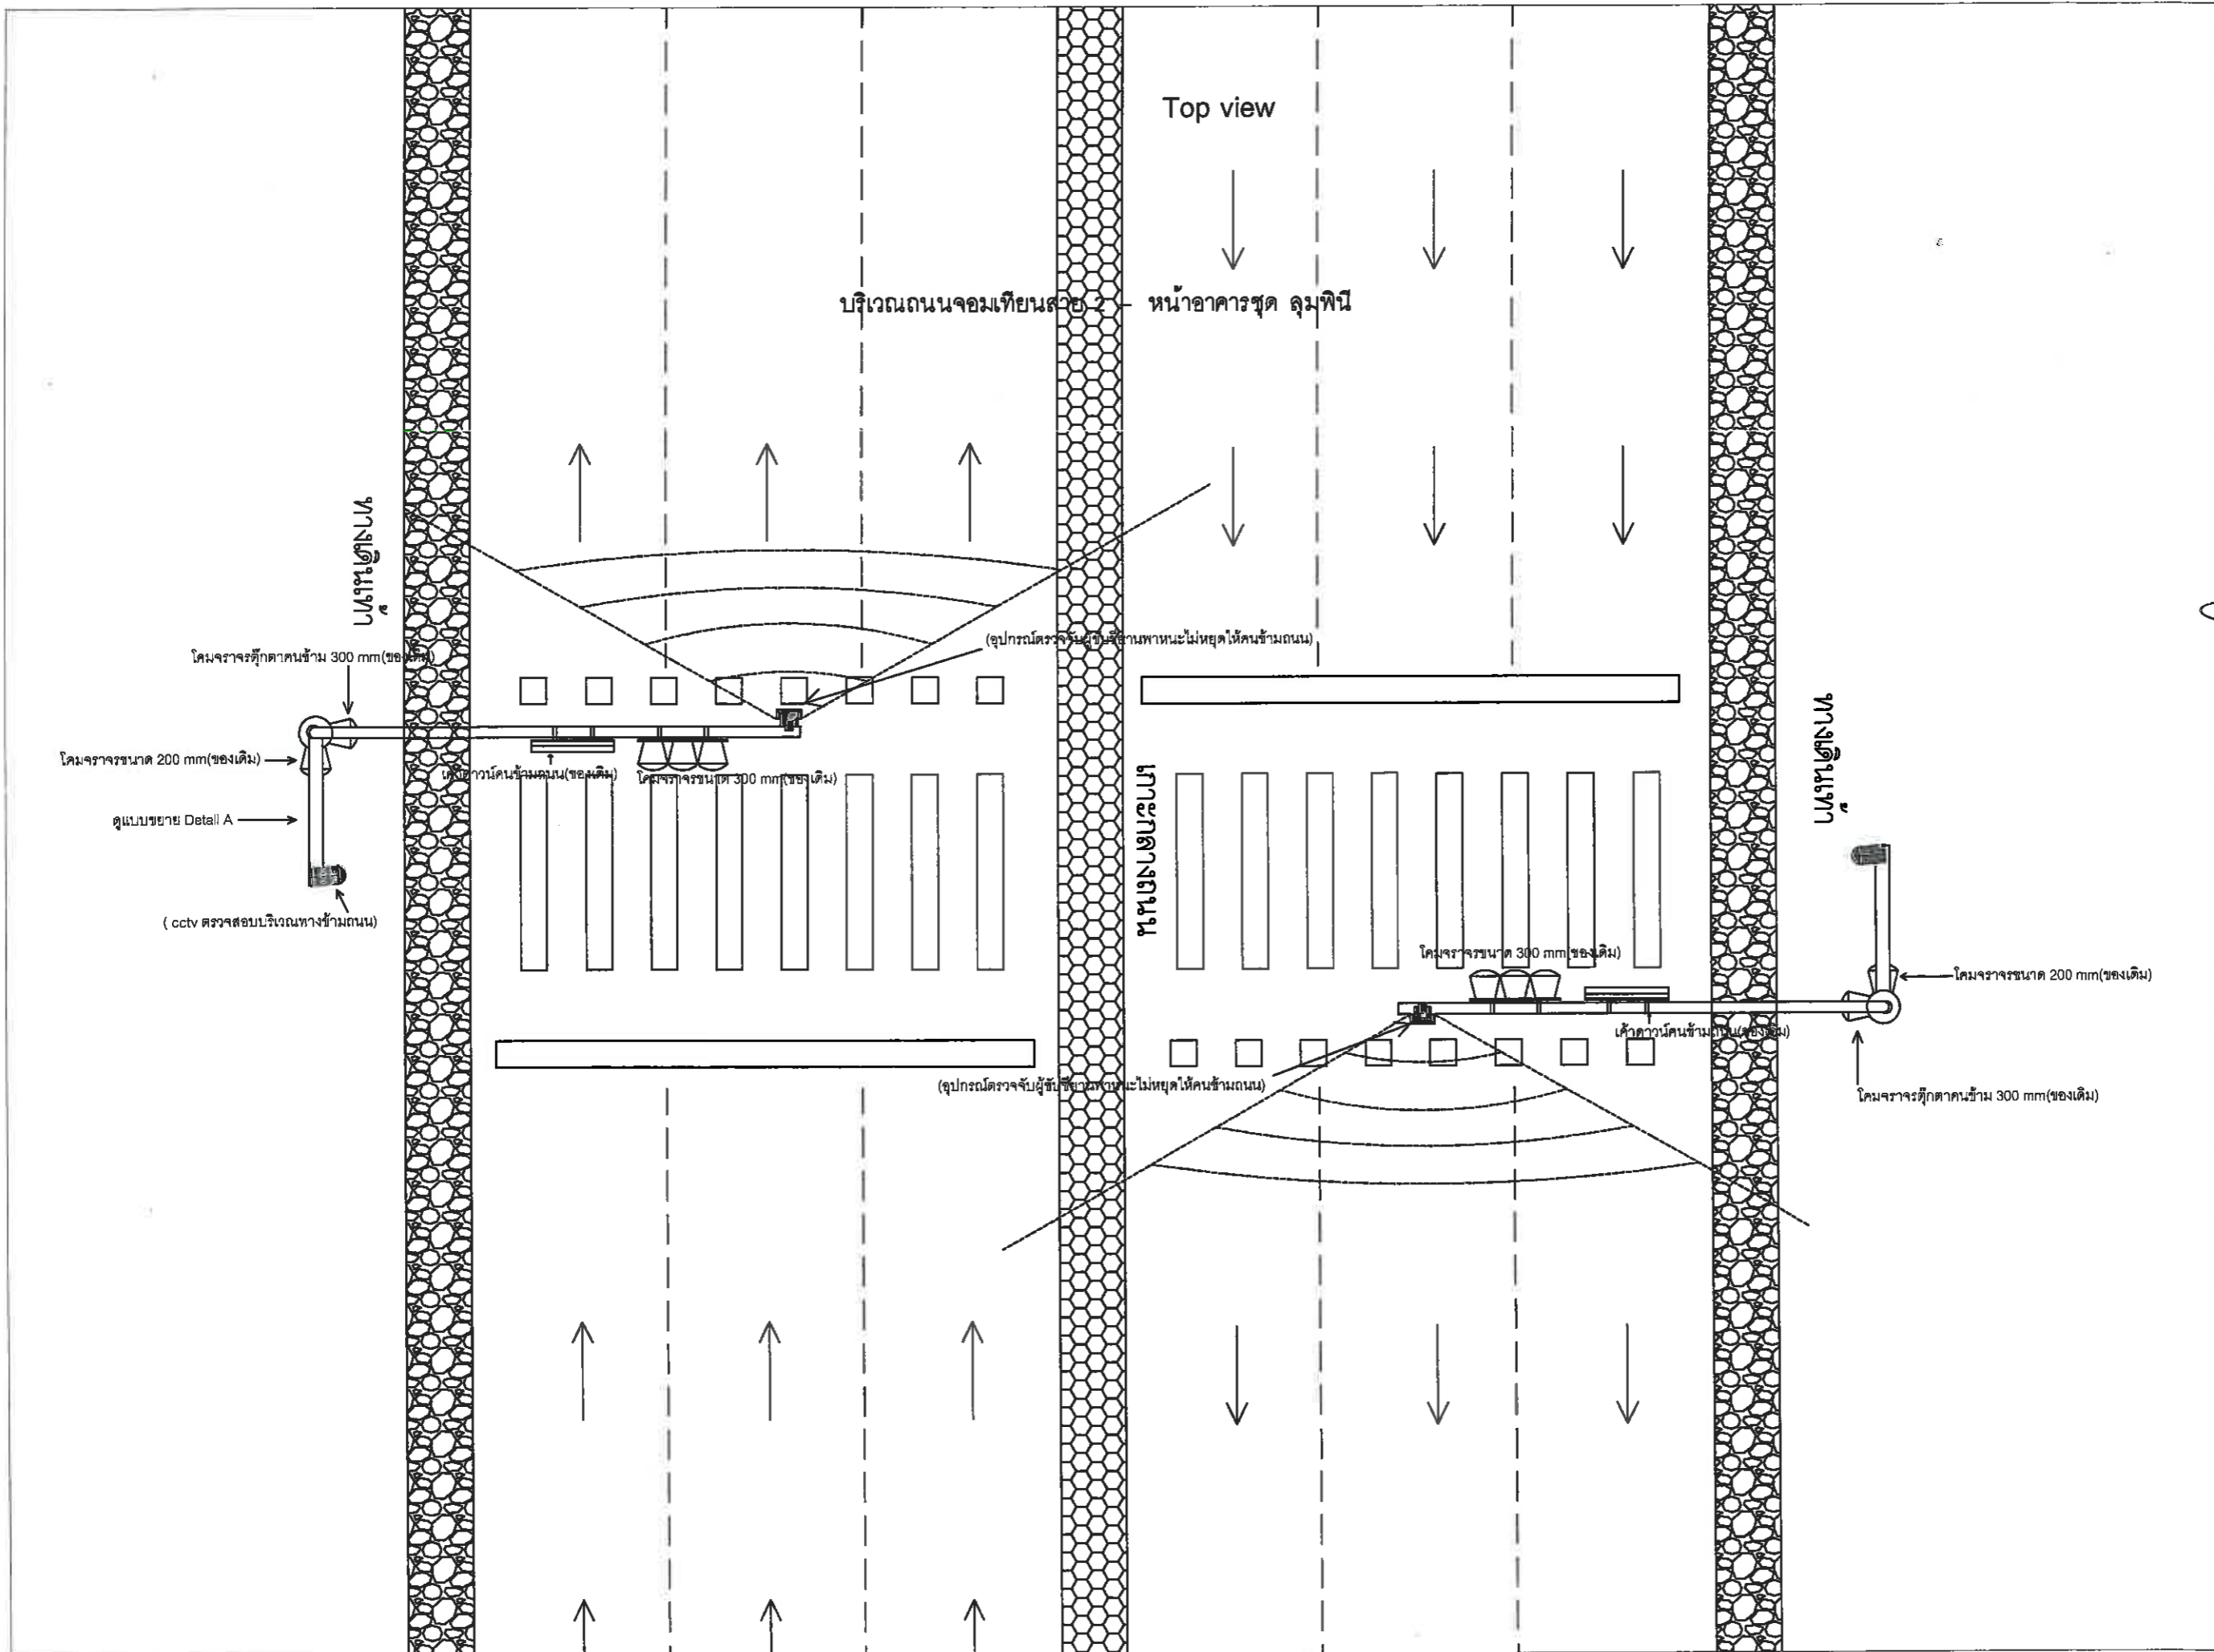 Top view
บริเวณถนนจอมเทียนสาย 2 - หน้าอาคารชุด ลุมพินี
ทางเดินเท้า
(อุปกรณ์ตรวจจับผู้ขับขี่ยานพาหนะไม่หยุดให้คนข้ามถนน)
โคมจราจรตุ๊กตาคนข้าม 300 mm(ของเดิม)
ทางเดินเท้า
โคมจราจรขนาด 200 mm(ของเดิม)
เค้าดาวน์คนข้ามถนน(ของเดิม)
โคมจราจรขนาด 300 mm(ของเดิม)
เกาะกลางถนน
ดูแบบขยาย Detail A
( cctv ตรวจสอบบริเวณทางข้ามถนน)
โคมจราจรขนาด 300 mm(ของเดิม)
โคมจราจรขนาด 200 mm(ของเดิม)
เค้าดาวน์คนข้ามถนน(ของเดิม)
(อุปกรณ์ตรวจจับผู้ขับขี่ยานพาหนะไม่หยุดให้คนข้ามถนน)
โคมจราจรตุ๊กตาคนข้าม 300 mm(ของเดิม)